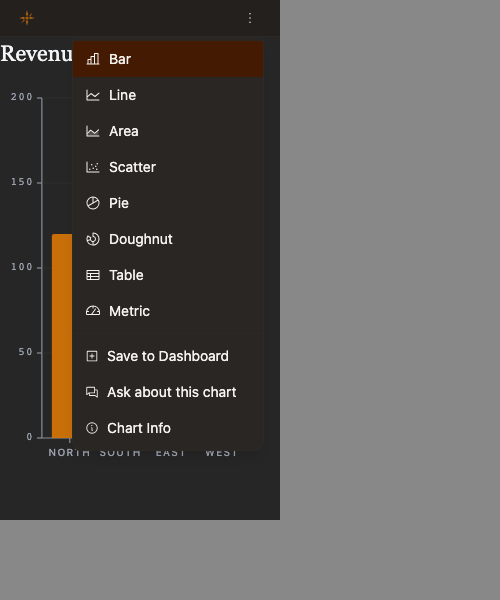 Revenu
Bar
Line
Area
Scatter
Pie
Doughnut
Table
Metric
Save to Dashboard
Ask about this chart
Chart Info
200
150
100
50
0
NORTH SOUTH EAST WEST